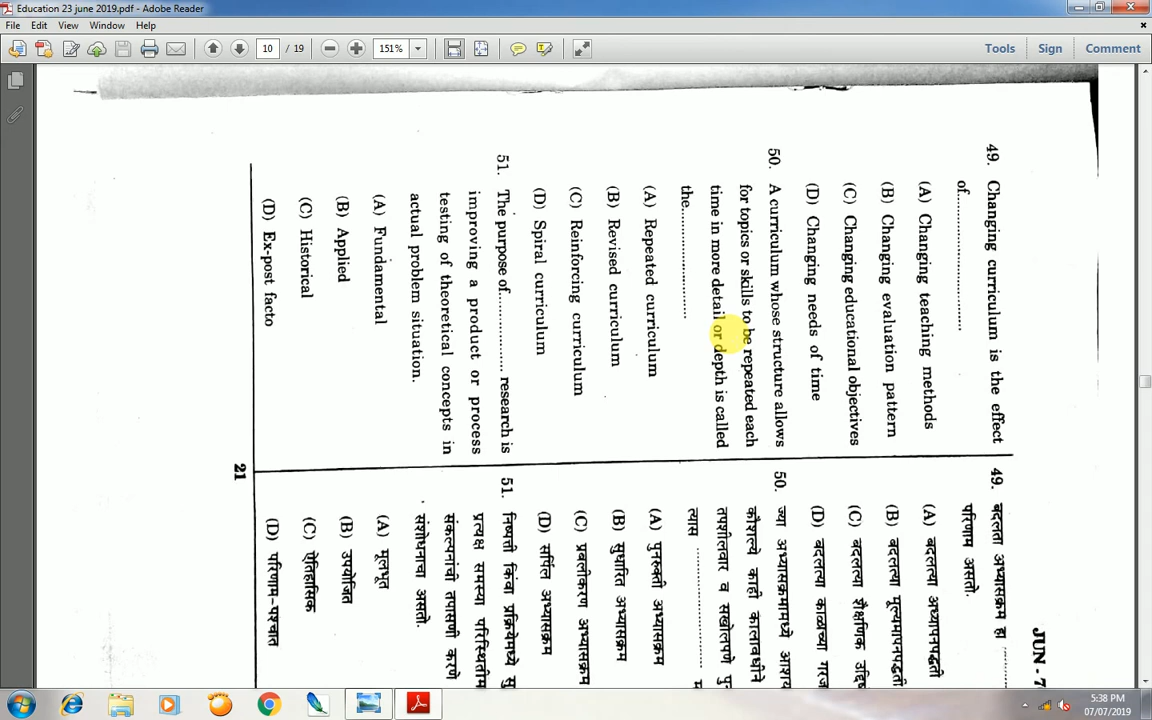 Education 23 june 2019.pdf - Adobe Reader
File Edit View Window Help
10 / 19 151% Tools Sign Comment
49. Changing curriculum is the effect
of....................
(A) Changing teaching methods
(B) Changing evaluation pattern
(C) Changing educational objectives
(D) Changing needs of time
50. A curriculum whose structure allows
for topics or skills to be repeated each
time in more detail or depth is called
the....................
(A) Repeated curriculum
(B) Revised curriculum
(C) Reinforcing curriculum
(D) Spiral curriculum
51. The purpose of.............. research is
improving a product or process
testing of theoretical concepts in
actual problem situation.
(A) Fundamental
(B) Applied
(C) Historical
(D) Ex-post facto
21
JUN - 7
49. बदलता अभ्यासक्रम हा ........
परिणाम असतो.
(A) बदलत्या अध्यापनपद्धती
(B) बदलत्या मूल्यमापनपद्धती
(C) बदलत्या शैक्षणिक
(D) बदलत्या काळाच्या गरज
50. ज्या अभ्यासक्रमामध्ये आशय
कौशल्ये काही कालावधीने
तपशीलवार व सखोलपणे
त्यास ....................
(A) पुनरुक्ती अभ्यासक्रम
(B) सुधारित अभ्यासक्रम
(C) प्रबलीकरण अभ्यासक्रम
(D) सर्पिल अभ्यासक्रम
51. निष्पत्ती किंवा प्रक्रियेमध्ये सु
प्रत्यक्ष समस्या परिस्थितीम
संकल्पनांची तपासणी करणे
संशोधनाचा असतो.
(A) मूलभूत
(B) उपयोजित
(C) ऐतिहासिक
(D) परिणाम-पश्चात
5:38 PM
07/07/2019